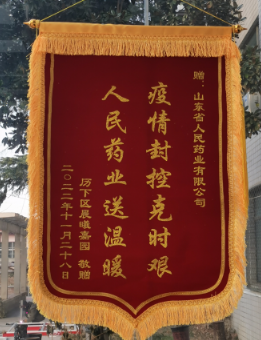 赠：山东省人民药业有限公司
疫情封控克时艰
人民药业送温暖
历下区晨曦嘉园 敬赠
二〇二二年十一月二十八日